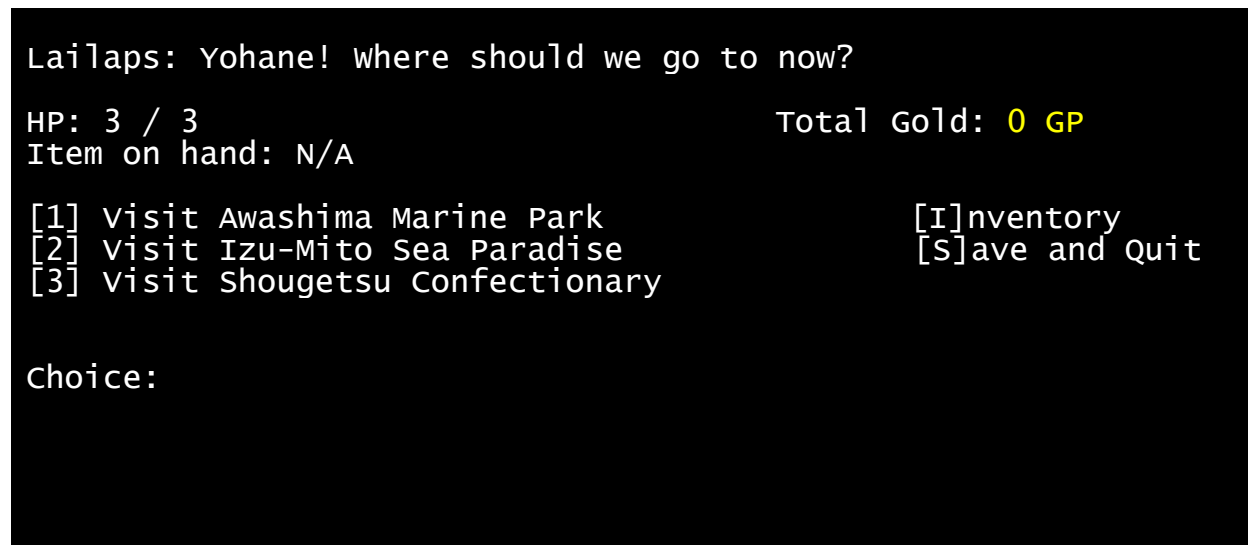 Lailaps: Yohane! Where should we go to now?
HP: 3 / 3 Total Gold: 0 GP
Item on hand: N/A
[1] Visit Awashima Marine Park [I]nventory
[2] Visit Izu-Mito Sea Paradise [S]ave and Quit
[3] Visit Shougetsu Confectionary
Choice: